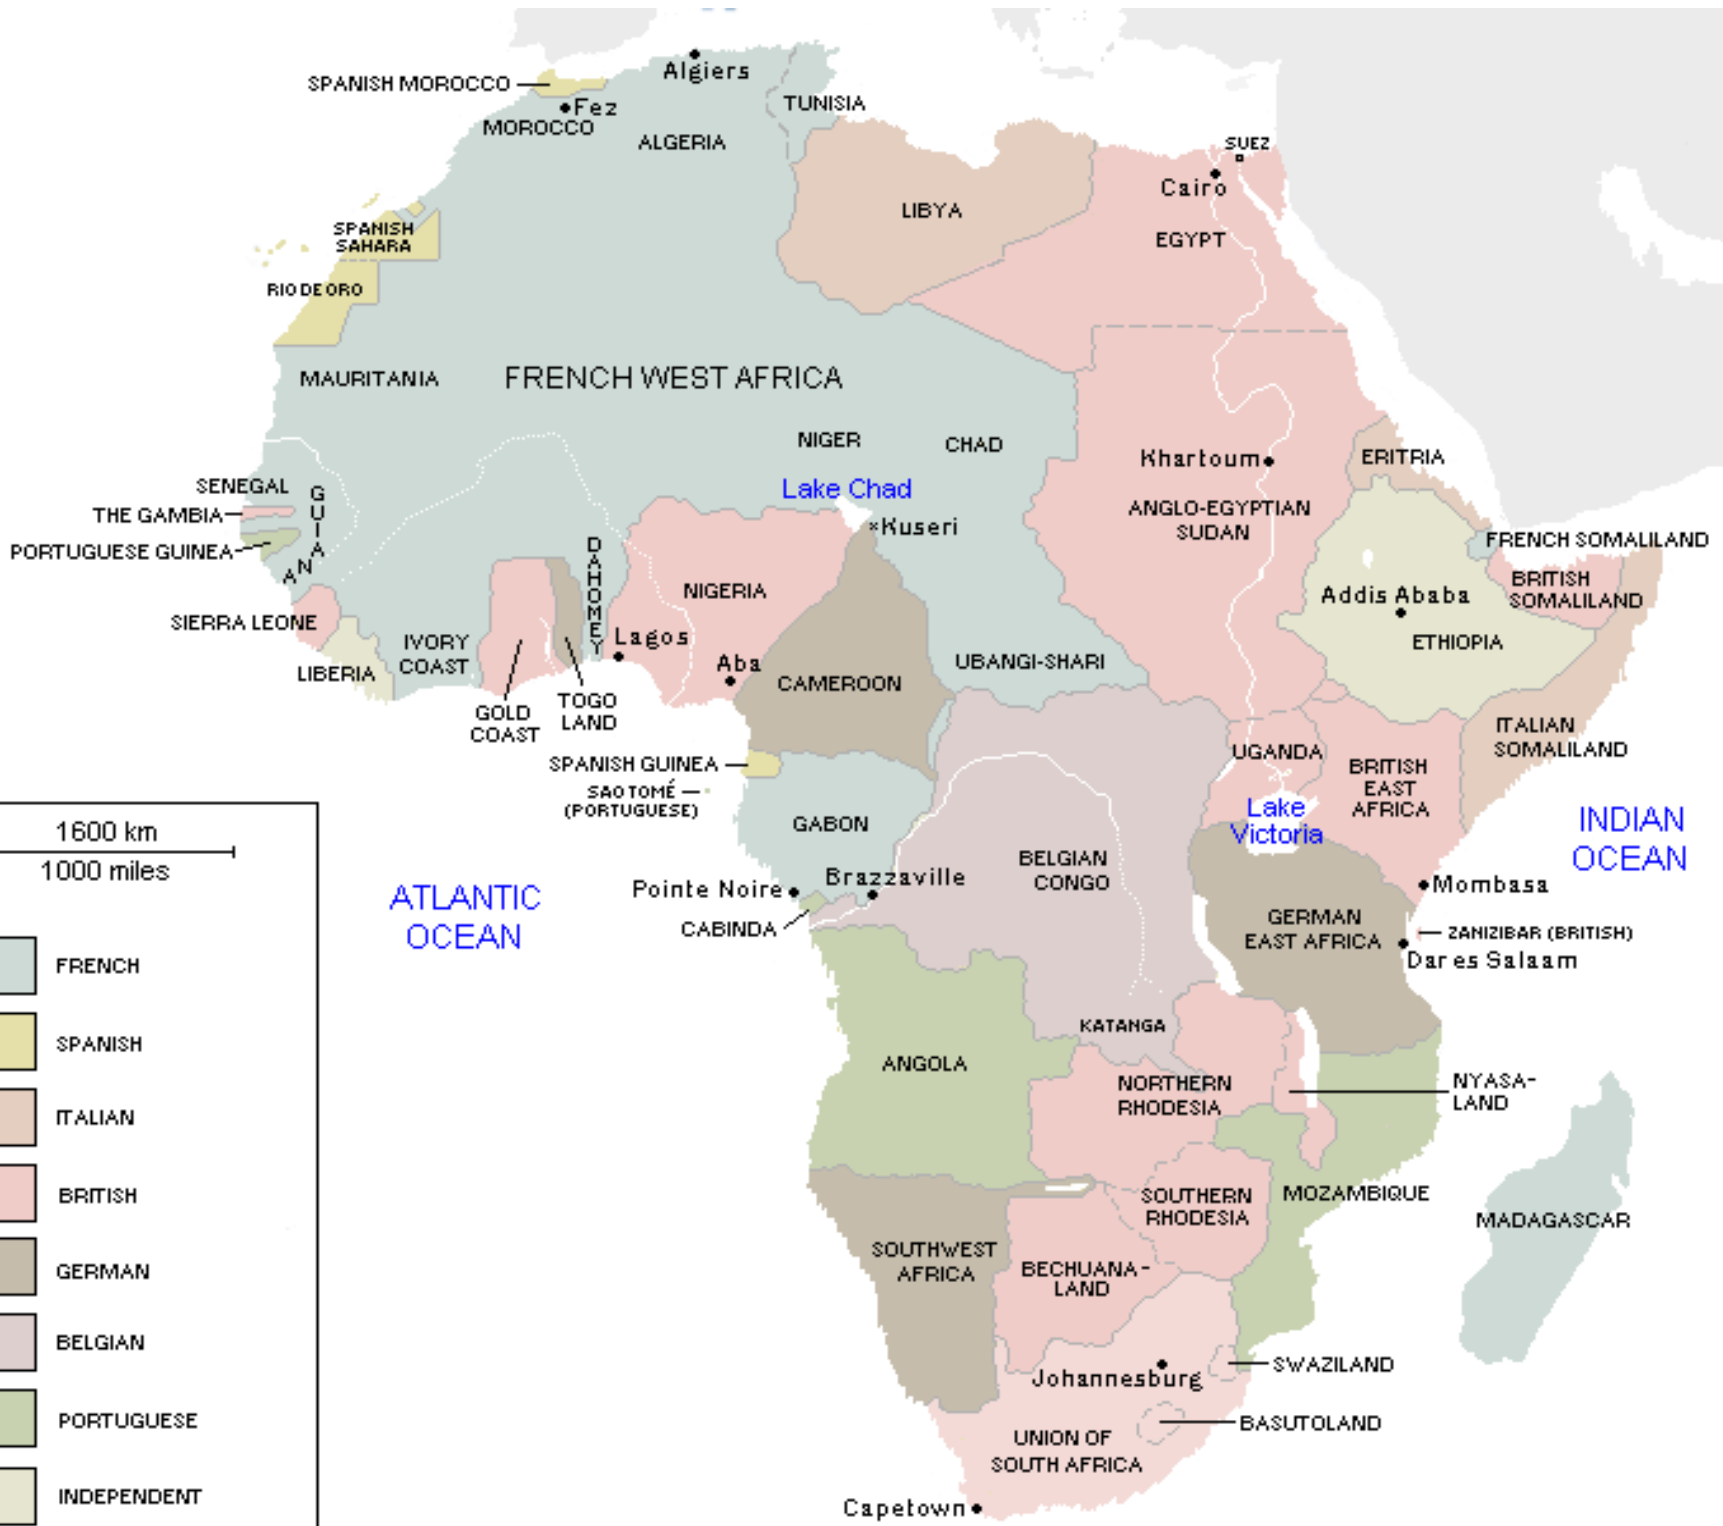 SPANISH MOROCCO
Algiers
Fez
MOROCCO
ALGERIA
TUNISIA
SUEZ
Cairo
LIBYA
EGYPT
SPANISH
SAHARA
RIO DE ORO
MAURITANIA
FRENCH WEST AFRICA
NIGER
CHAD
Lake Chad
Kuseri
Khartoum
ERITRIA
ANGLO-EGYPTIAN
SUDAN
SENEGAL
THE GAMBIA
PORTUGUESE GUINEA
GUIANA
SIERRA LEONE
LIBERIA
IVORY
COAST
DAHOMEY
NIGERIA
Lagos
Aba
GOLD
COAST
TOGO
LAND
CAMEROON
UBANGI-SHARI
FRENCH SOMALILAND
BRITISH
SOMALILAND
Addis Ababa
ETHIOPIA
ITALIAN
SOMALILAND
SPANISH GUINEA
SAO TOMÉ
(PORTUGUESE)
GABON
UGANDA
BRITISH
EAST
AFRICA
Lake
Victoria
INDIAN
OCEAN
ATLANTIC
OCEAN
Pointe Noire
Brazzaville
CABINDA
BELGIAN
CONGO
Mombasa
GERMAN
EAST AFRICA
ZANIZIBAR (BRITISH)
Dar es Salaam
KATANGA
ANGOLA
NORTHERN
RHODESIA
NYASA-
LAND
MOZAMBIQUE
SOUTHERN
RHODESIA
MADAGASCAR
SOUTHWEST
AFRICA
BECHUANA-
LAND
Johannesburg
SWAZILAND
BASUTOLAND
UNION OF
SOUTH AFRICA
Capetown
1600 km
1000 miles
FRENCH
SPANISH
ITALIAN
BRITISH
GERMAN
BELGIAN
PORTUGUESE
INDEPENDENT